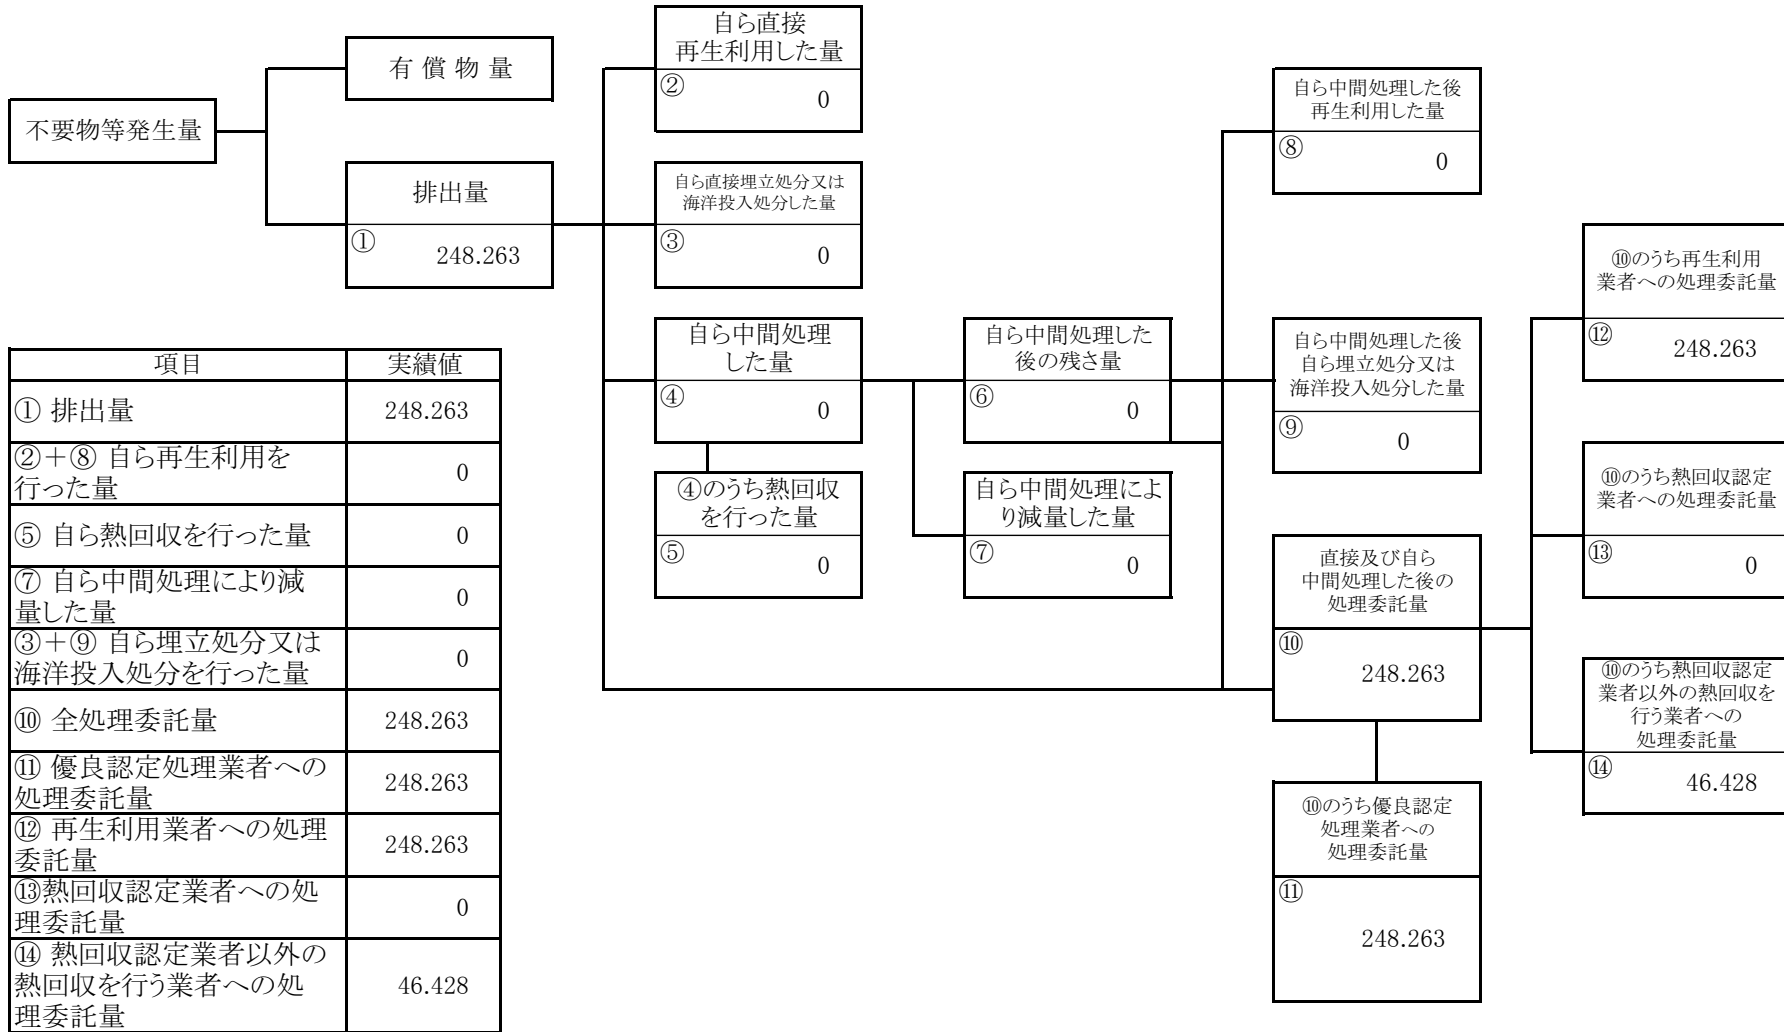 自ら直接
再生利用した量
②
0
有 償 物 量
不要物等発生量
排出量
①
248.263
自ら直接埋立処分又は
海洋投入処分した量
③
0
自ら中間処理した後
再生利用した量
⑧
0
自ら中間処理
した量
④
0
自ら中間処理した
後の残さ量
⑥
0
自ら中間処理した後
自ら埋立処分又は
海洋投入処分した量
⑨
0
⑩のうち再生利用
業者への処理委託量
⑫
248.263
④のうち熱回収
を行った量
⑤
0
自ら中間処理によ
り減量した量
⑦
0
⑩のうち熱回収認定
業者への処理委託量
⑬
0
直接及び自ら
中間処理した後の
処理委託量
⑩
248.263
⑩のうち熱回収認定
業者以外の熱回収を
行う業者への
処理委託量
⑭
46.428
⑩のうち優良認定
処理業者への
処理委託量
⑪
248.263
項目 実績値
① 排出量 248.263
②＋⑧ 自ら再生利用を
行った量 0
⑤ 自ら熱回収を行った量 0
⑦ 自ら中間処理により減
量した量 0
③＋⑨ 自ら埋立処分又は
海洋投入処分を行った量 0
⑩ 全処理委託量 248.263
⑪ 優良認定処理業者への
処理委託量 248.263
⑫ 再生利用業者への処理
委託量 248.263
⑬熱回収認定業者への処
理委託量 0
⑭ 熱回収認定業者以外の
熱回収を行う業者への処
理委託量 46.428